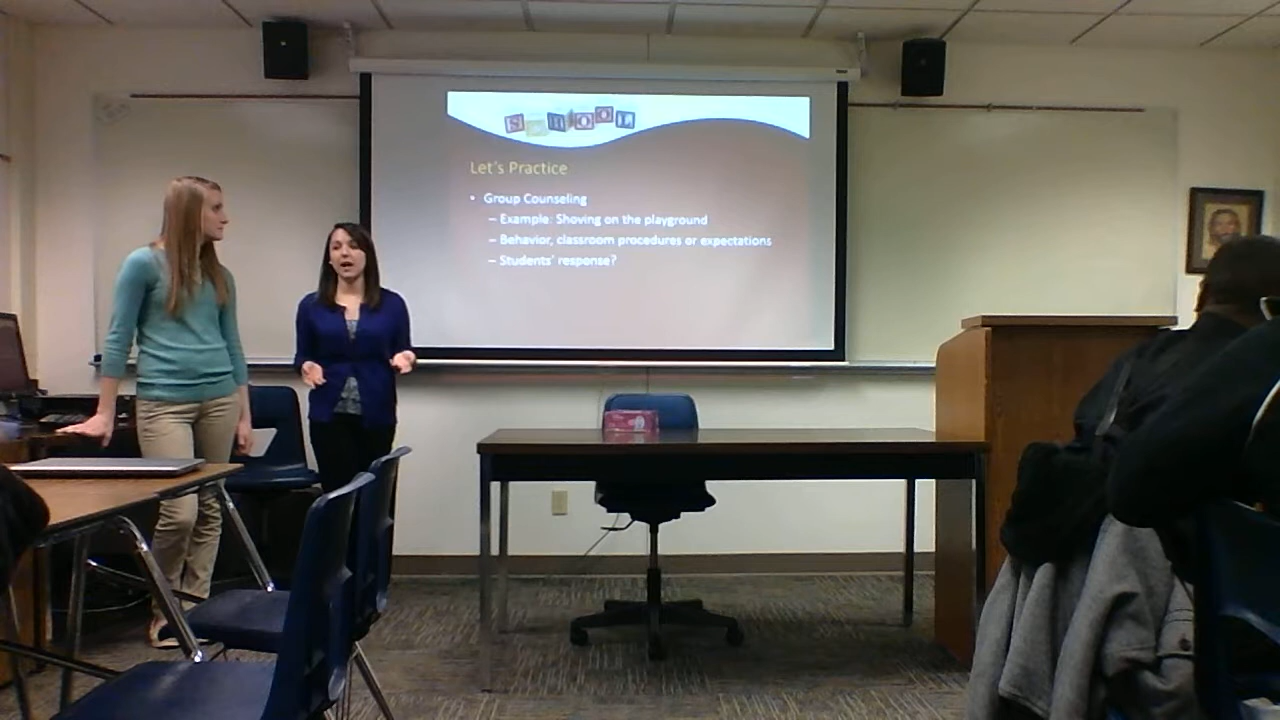 SCHOOL
Let's Practice
• Group Counseling
– Example: Shoving on the playground
– Behavior, classroom procedures or expectations
– Students' response?